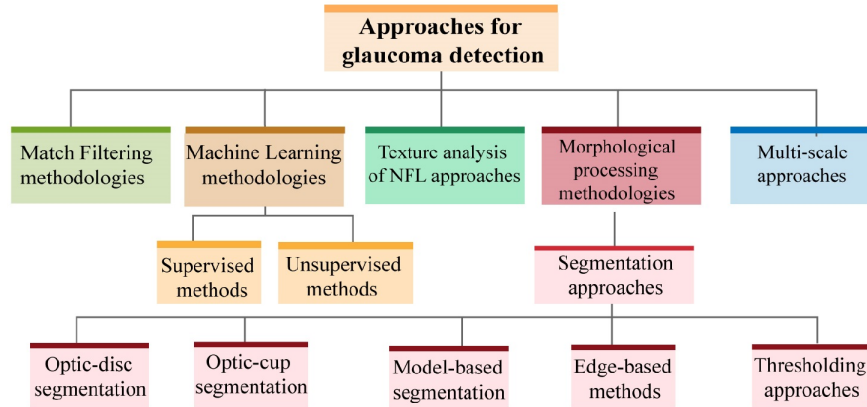 Approaches for
glaucoma detection
Match Filtering
methodologies
Machine Learning
methodologies
Texture analysis
of NFL approaches
Morphological
processing
methodologies
Multi-scale
approaches
Supervised
methods
Unsupervised
methods
Segmentation
approaches
Optic-disc
segmentation
Optic-cup
segmentation
Model-based
segmentation
Edge-based
methods
Thresholding
approaches